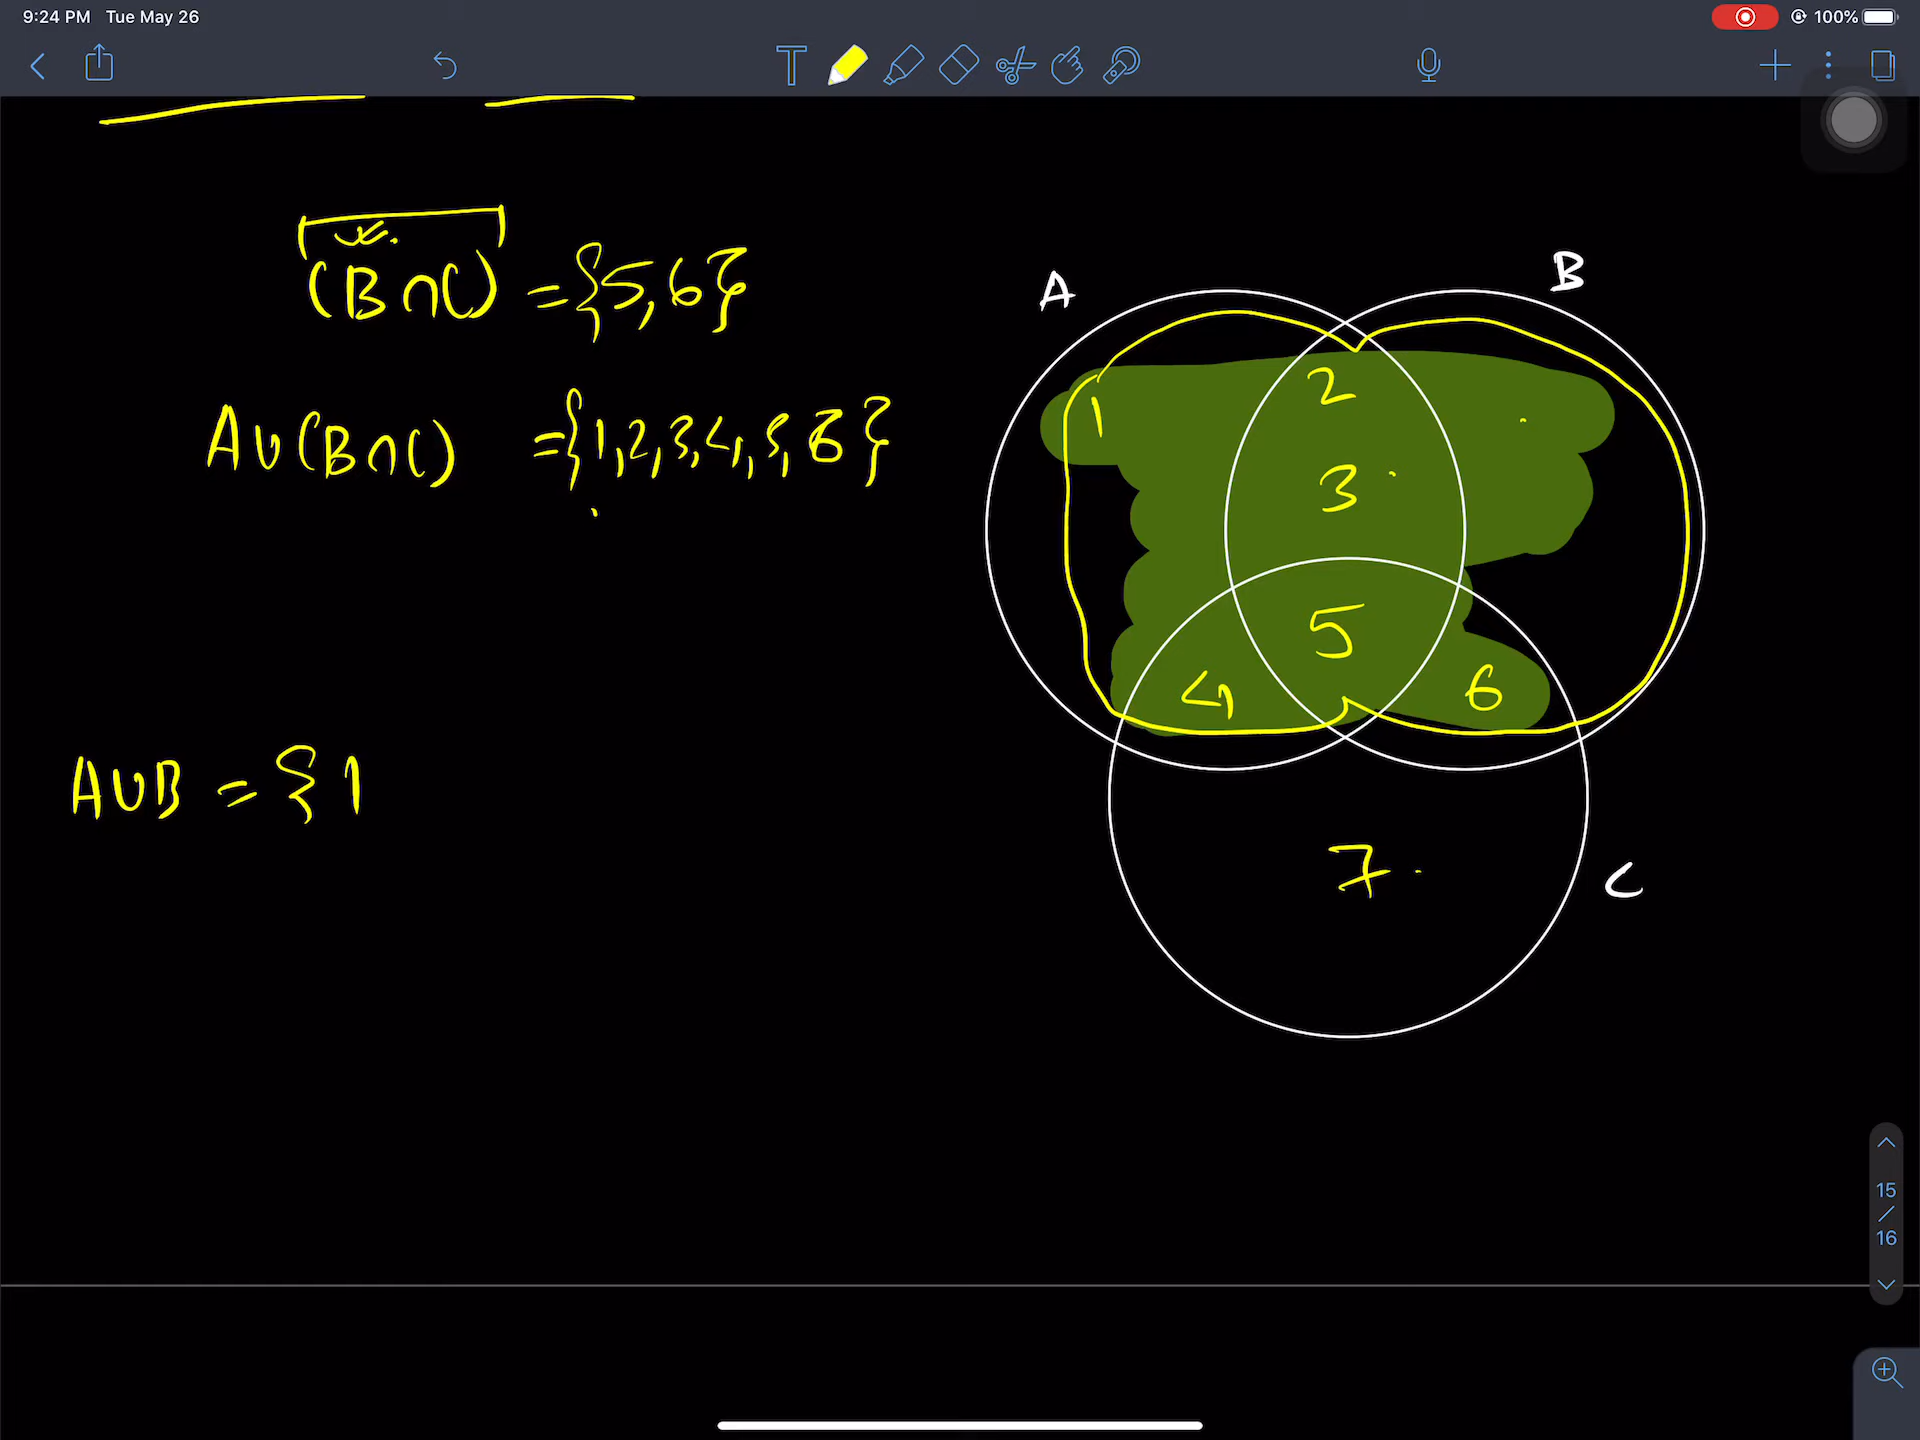 9:24 PM Tue May 26
100%
T
(B∩C) = {5,6}
A∪(B∩C) = {1,2,3,4,5,6}
A∪B = {1
A
B
2
1
3
5
4
6
7.
C
15
/
16